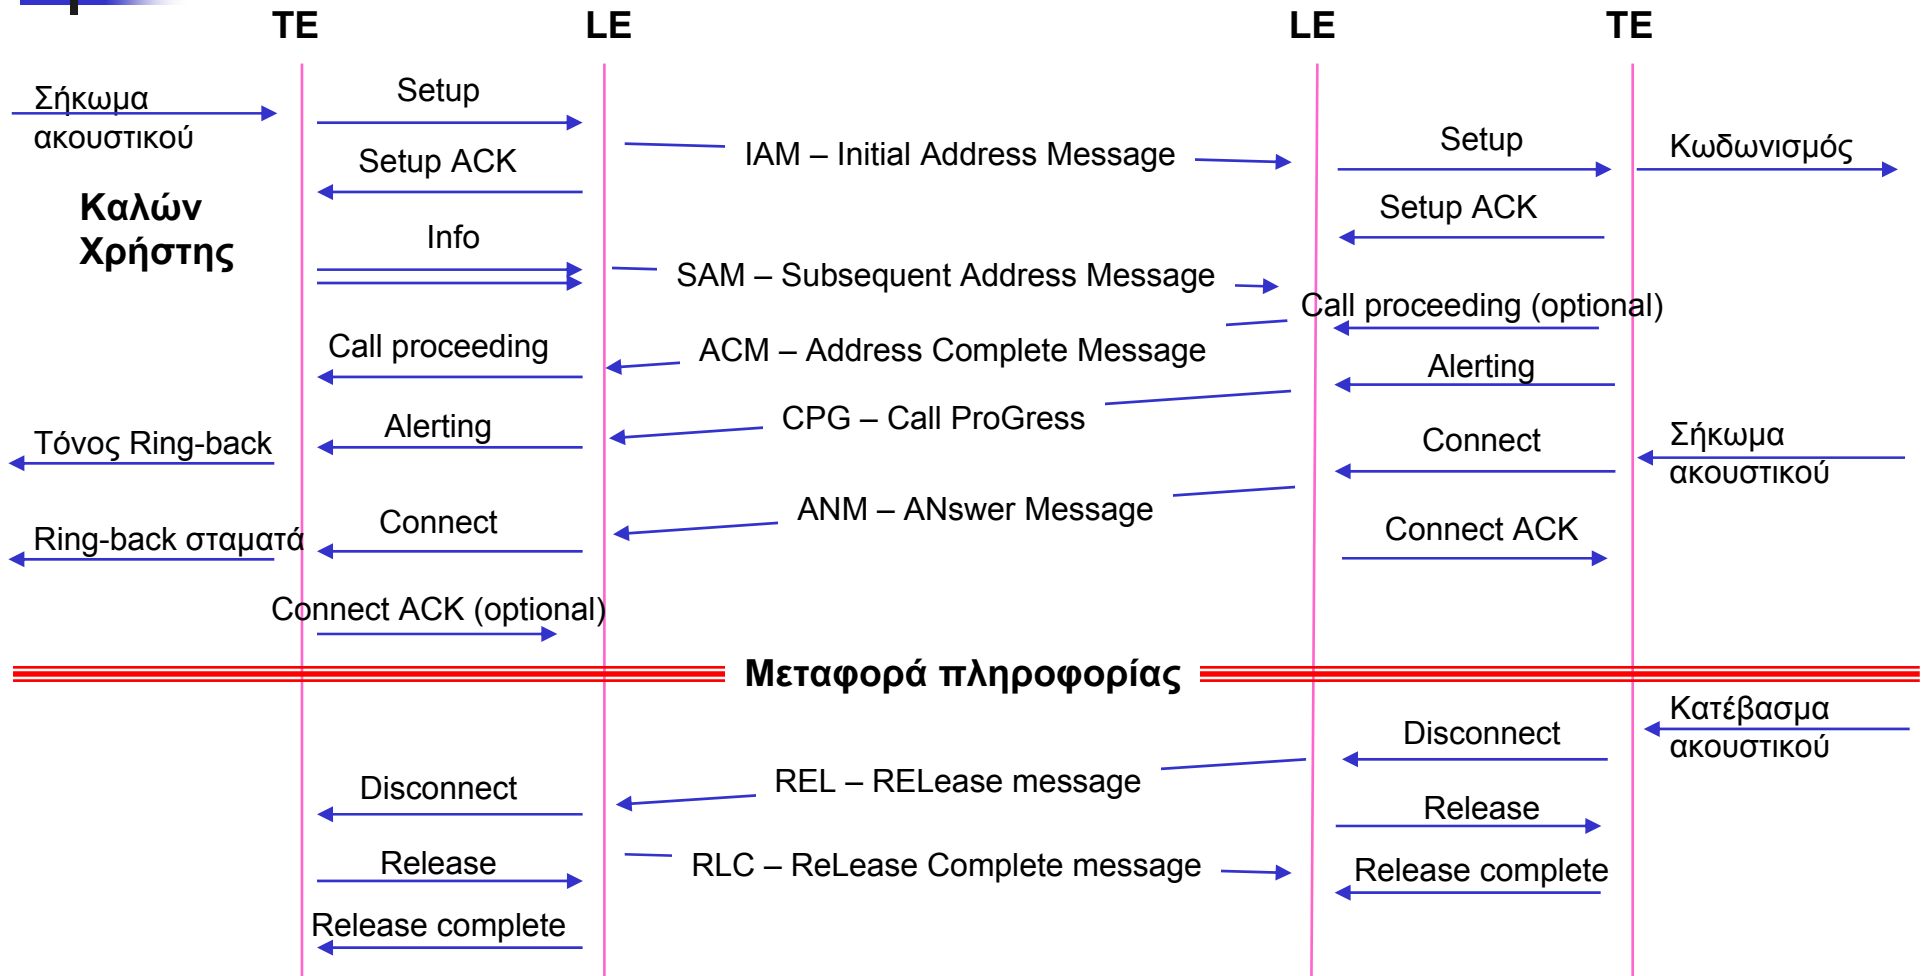 TE
LE
LE
TE
Σήκωμα
ακουστικού
Setup
IAM – Initial Address Message
Setup
Κωδωνισμός
Setup ACK
Setup ACK
Καλών
Χρήστης
Info
SAM – Subsequent Address Message
Call proceeding (optional)
Call proceeding
ACM – Address Complete Message
Alerting
CPG – Call ProGress
Alerting
Τόνος Ring-back
Connect
Σήκωμα
ακουστικού
ANM – ANswer Message
Connect
Connect ACK
Ring-back σταματά
Connect ACK (optional)
Μεταφορά πληροφορίας
Κατέβασμα
ακουστικού
Disconnect
REL – RELease message
Disconnect
Release
Release
RLC – ReLease Complete message
Release complete
Release complete